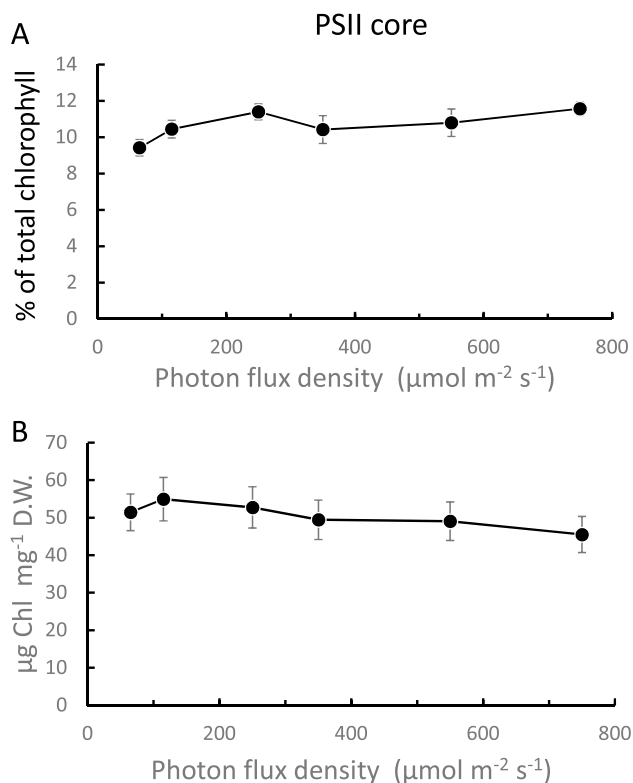 PSII core
A
14
12
10
8
6
4
2
0
% of total chlorophyll
0 200 400 600 800
Photon flux density (µmol m⁻² s⁻¹)
B
70
60
50
40
30
20
10
0
µg Chl mg⁻¹ D.W.
0 200 400 600 800
Photon flux density (µmol m⁻² s⁻¹)